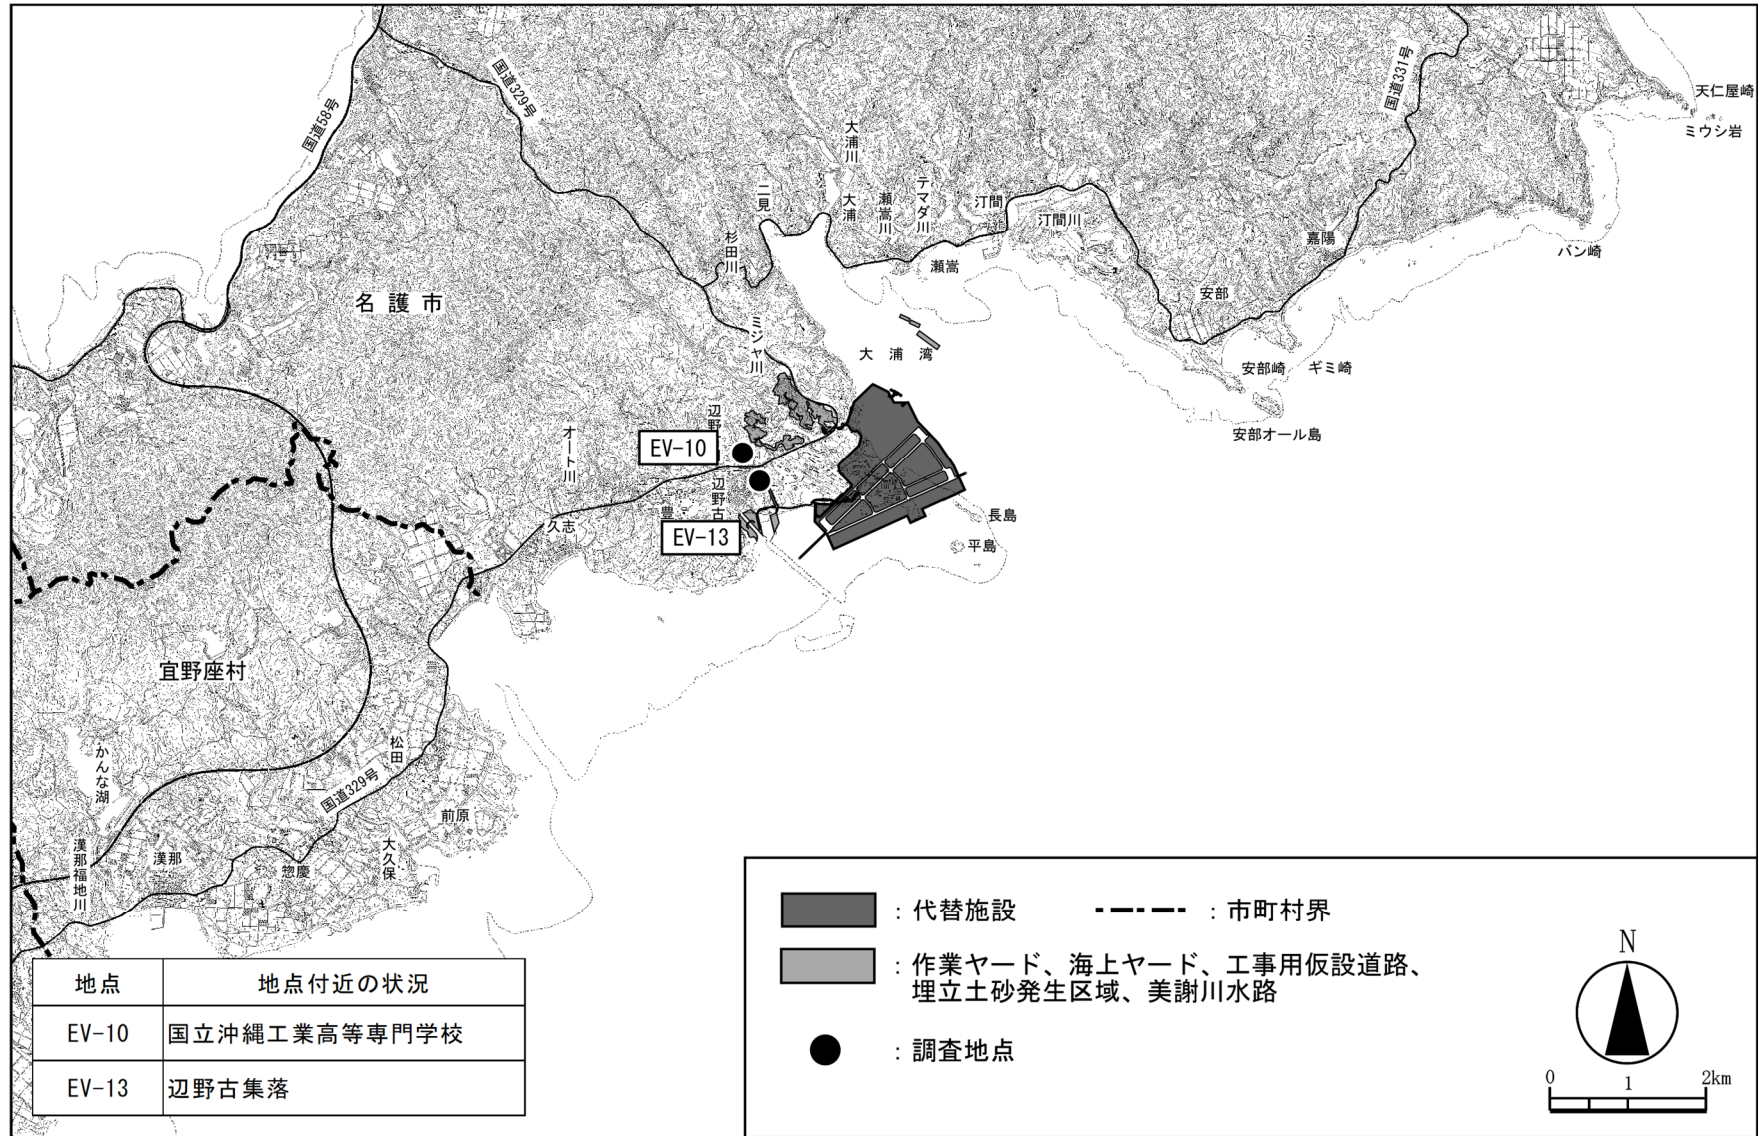 国道58号
国道329号
国道331号
天仁屋崎
ミウシ岩
大浦川
二見
大浦
瀬嵩川
テマダ川
汀間
汀間川
杉田川
嘉陽
バン崎
瀬嵩
安部
名護市
ミジャ川
大浦湾
安部崎
ギミ崎
安部オール島
オート川
辺野
EV-10
辺野古
豊
久志
EV-13
長島
平島
宜野座村
かんな湖
松田
国道329号
前原
大久保
漢那福地川
漢那
惣慶
地点 地点付近の状況
EV-10 国立沖縄工業高等専門学校
EV-13 辺野古集落
：代替施設
：市町村界
：作業ヤード、海上ヤード、工事用仮設道路、
埋立土砂発生区域、美謝川水路
：調査地点
N
0 1 2km